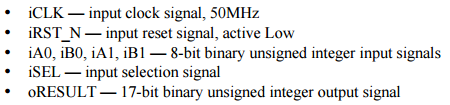 • iCLK — input clock signal, 50MHz
• iRST_N — input reset signal, active Low
• iA0, iB0, iA1, iB1 — 8-bit binary unsigned integer input signals
• iSEL — input selection signal
• oRESULT — 17-bit binary unsigned integer output signal